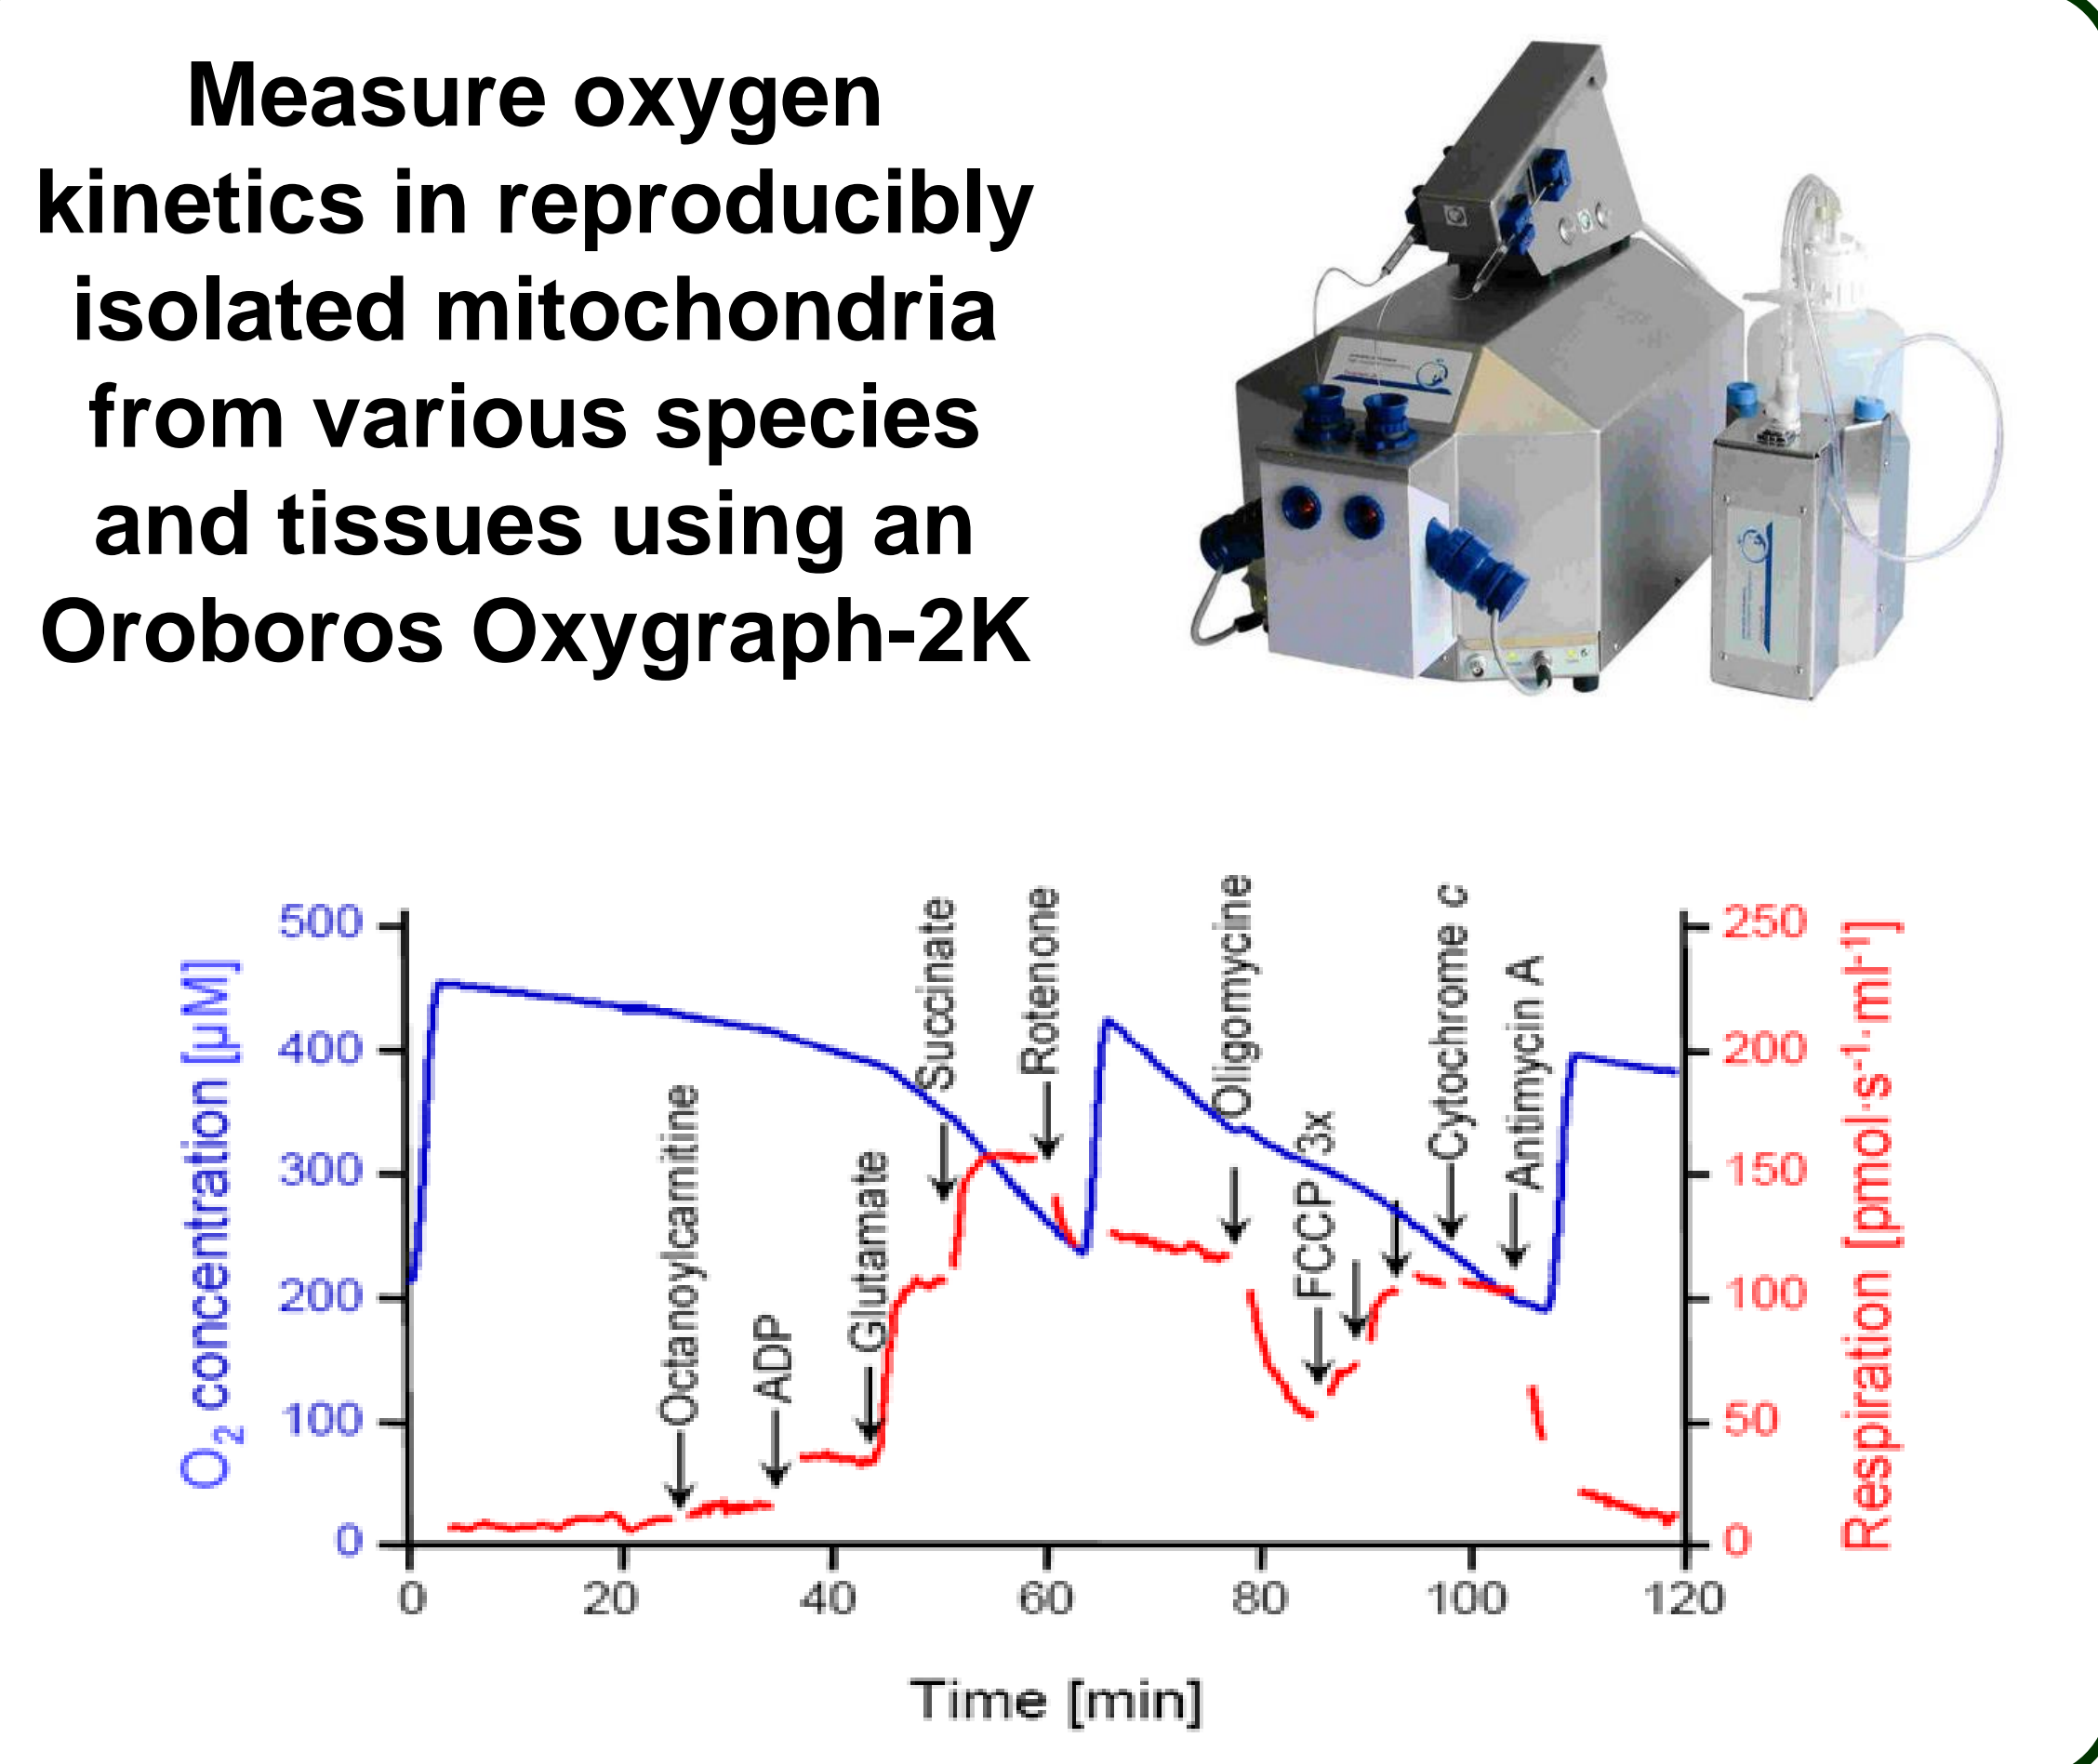 Measure oxygen
kinetics in reproducibly
isolated mitochondria
from various species
and tissues using an
Oroboros Oxygraph-2K
O₂ concentration [µM]
500
400
300
200
100
0
Octanoylcarnitine
ADP
Glutamate
Succinate
Rotenone
Oligomycine
FCCP 3x
Cytochrome c
Antimycin A
250
200
150
100
50
0
Respiration [pmol·s⁻¹·ml⁻¹]
0 20 40 60 80 100 120
Time [min]